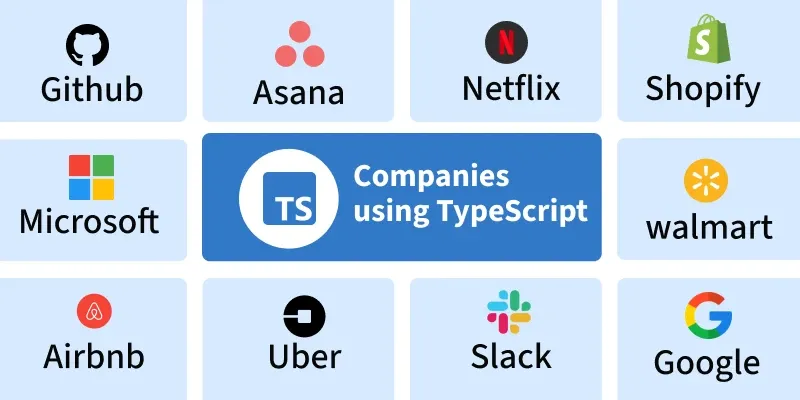 Github
Asana
Netflix
Shopify
Microsoft
TS
Companies
using TypeScript
walmart
Airbnb
Uber
Slack
Google